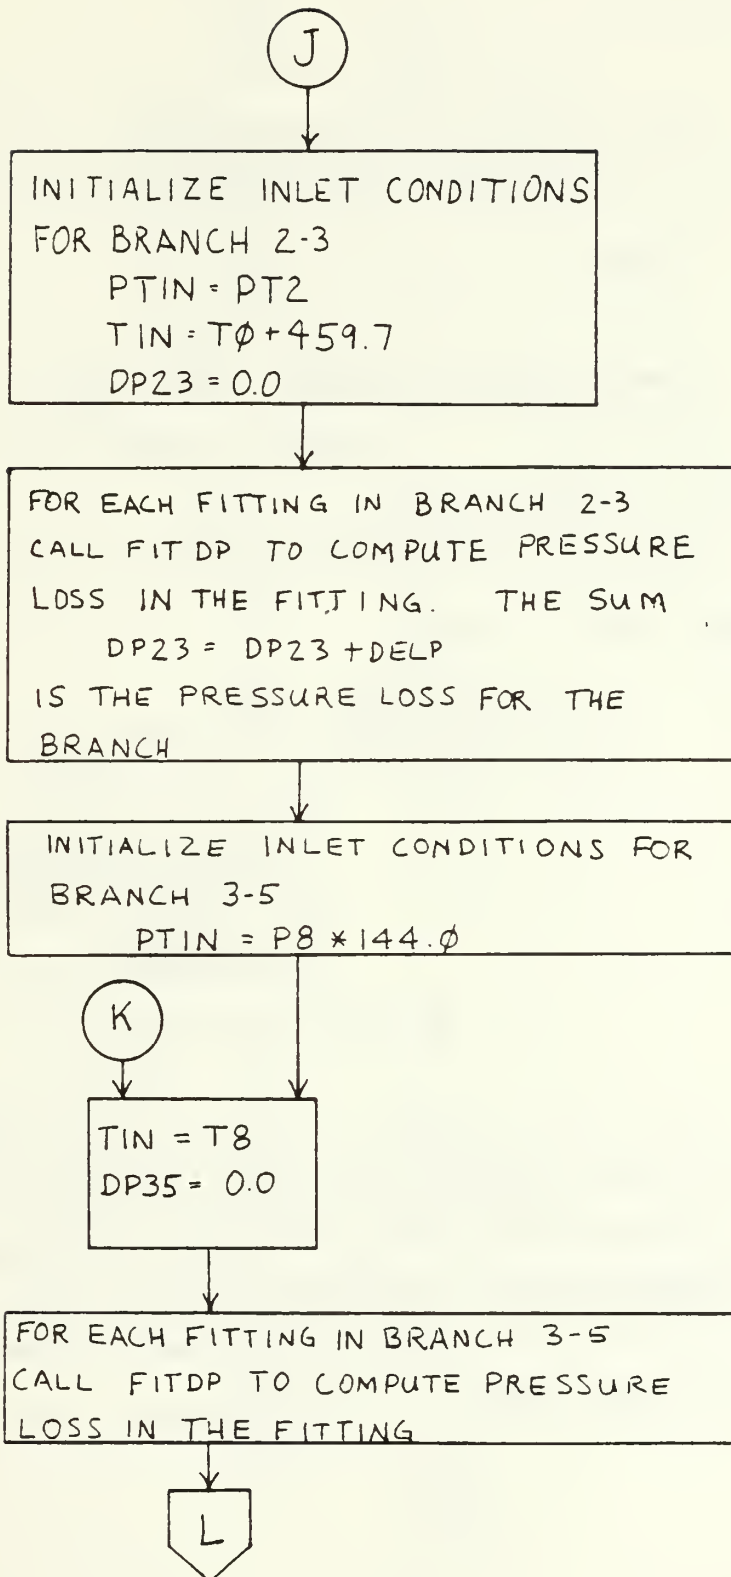 J
INITIALIZE INLET CONDITIONS
FOR BRANCH 2-3
PTIN = PT2
TIN = TØ+459.7
DP23 = 0.0
FOR EACH FITTING IN BRANCH 2-3
CALL FITDP TO COMPUTE PRESSURE
LOSS IN THE FITTING. THE SUM
DP23 = DP23 +DELP
IS THE PRESSURE LOSS FOR THE
BRANCH
INITIALIZE INLET CONDITIONS FOR
BRANCH 3-5
PTIN = P8 * 144.Ø
K
TIN = T8
DP35 = 0.0
FOR EACH FITTING IN BRANCH 3-5
CALL FITDP TO COMPUTE PRESSURE
LOSS IN THE FITTING
L